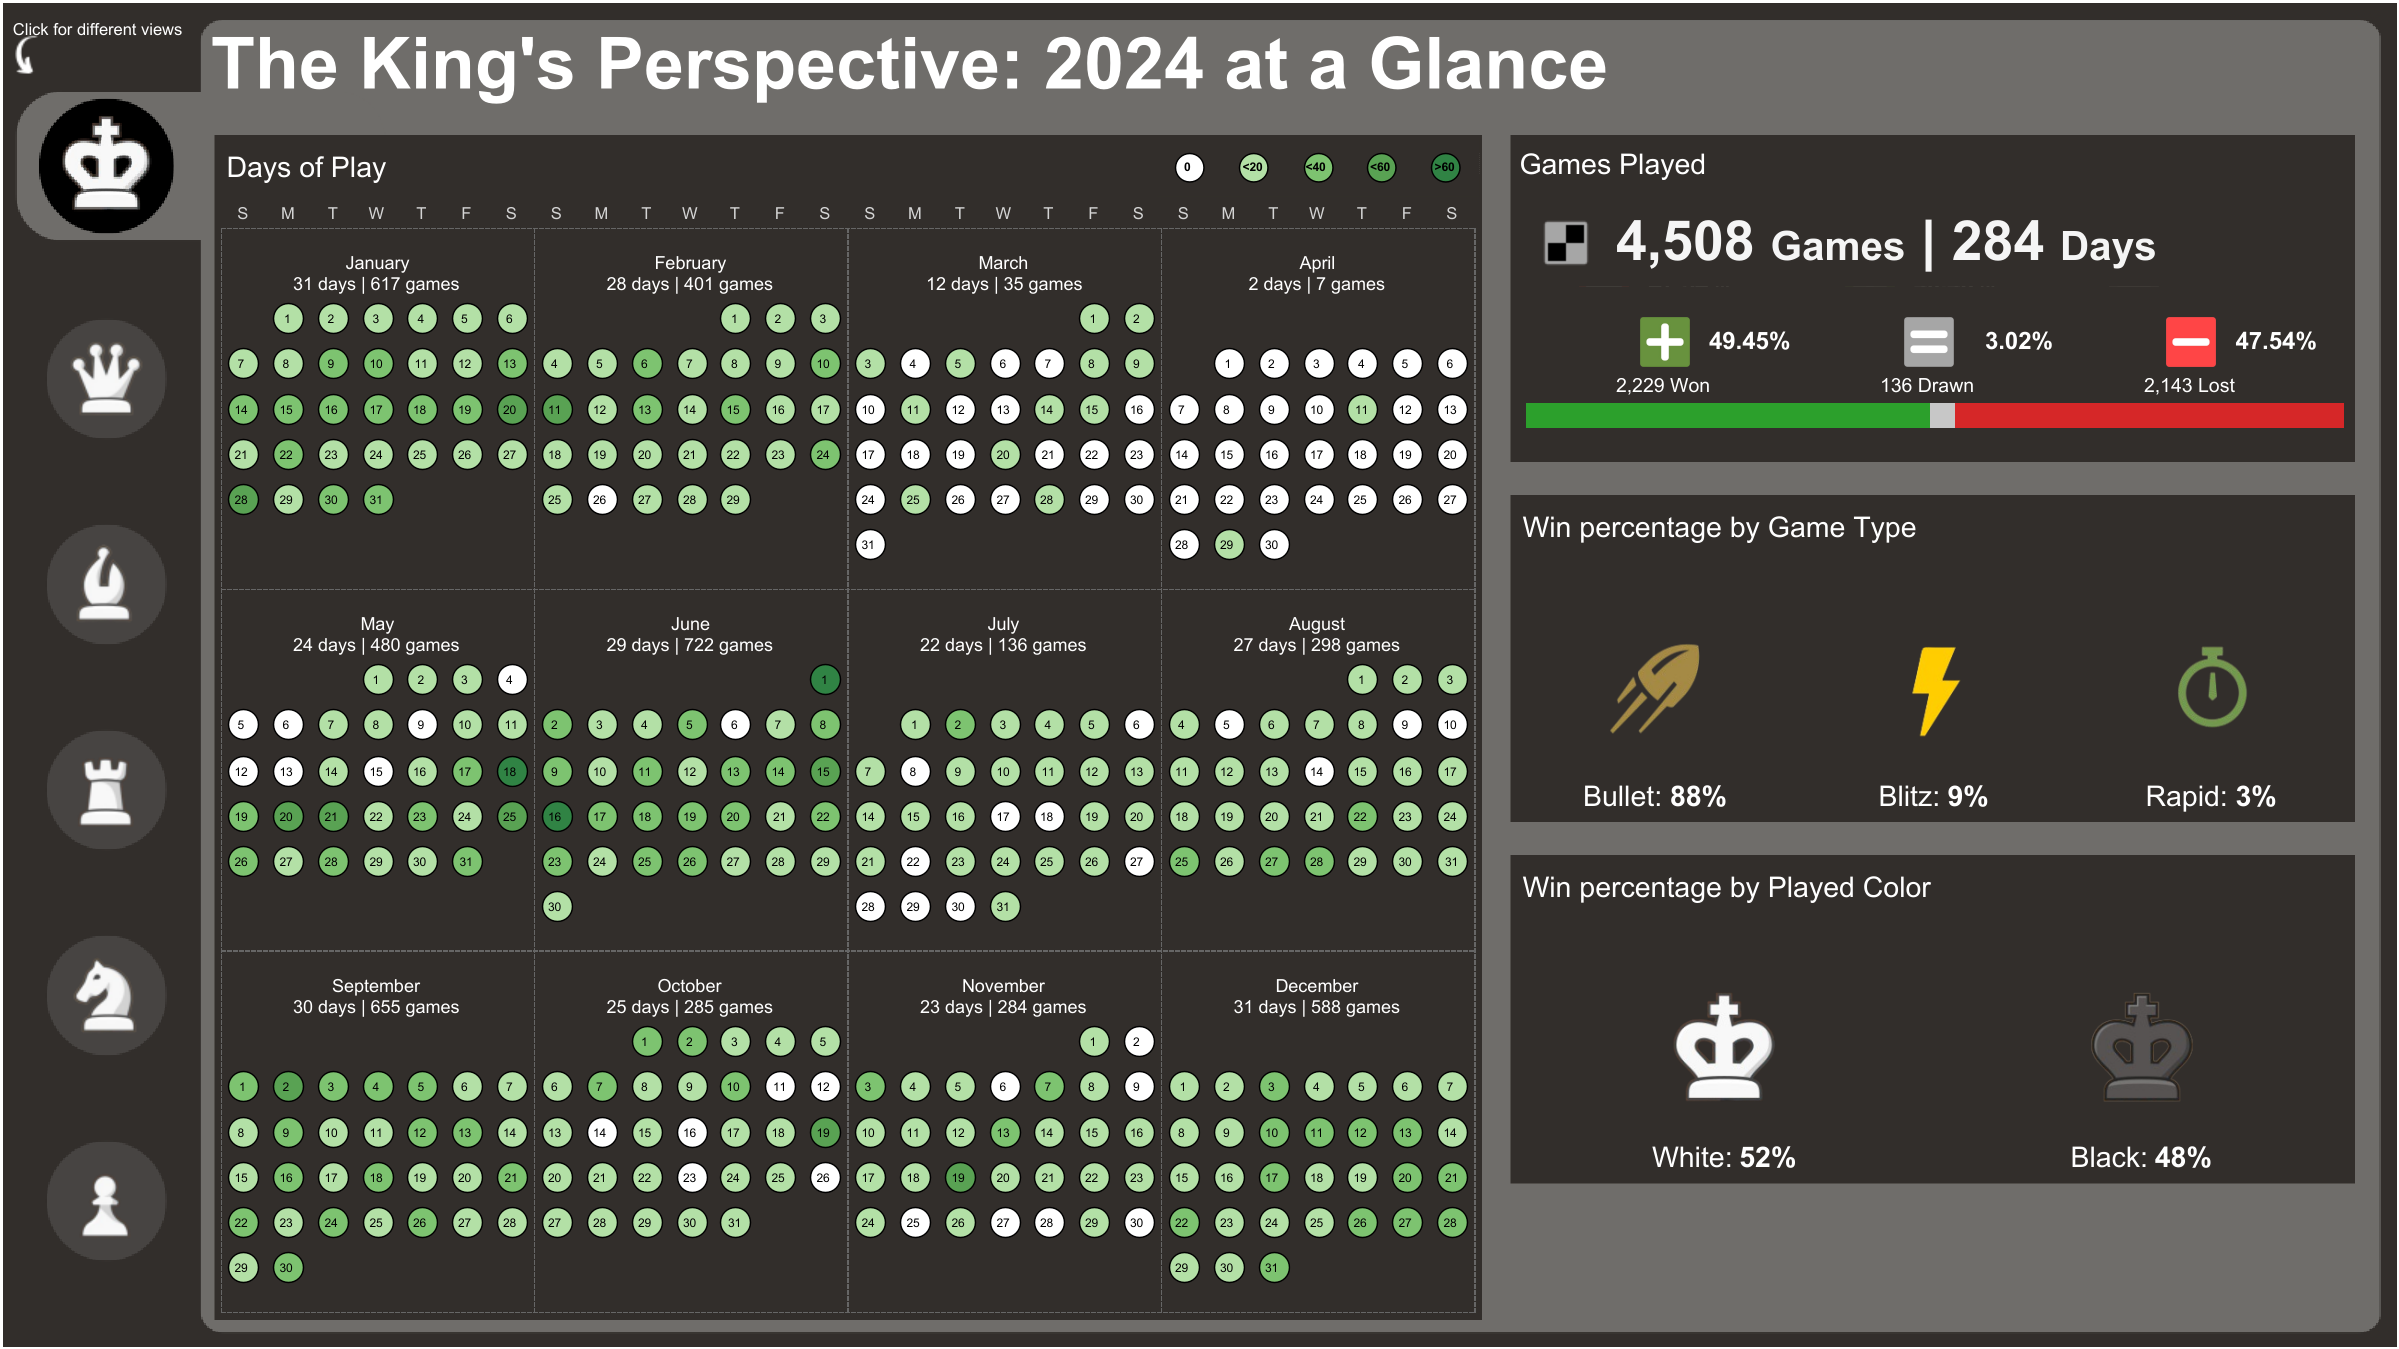 Click for different views
The King's Perspective: 2024 at a Glance
Days of Play
0 <20 <40 <60 >60
S M T W T F S S M T W T F S S M T W T F S S M T W T F S
January
31 days | 617 games
1 2 3 4 5 6
7 8 9 10 11 12 13
14 15 16 17 18 19 20
21 22 23 24 25 26 27
28 29 30 31
February
28 days | 401 games
1 2 3
4 5 6 7 8 9 10
11 12 13 14 15 16 17
18 19 20 21 22 23 24
25 26 27 28 29
March
12 days | 35 games
1 2
3 4 5 6 7 8 9
10 11 12 13 14 15 16
17 18 19 20 21 22 23
24 25 26 27 28 29 30
31
April
2 days | 7 games
1 2 3 4 5 6
7 8 9 10 11 12 13
14 15 16 17 18 19 20
21 22 23 24 25 26 27
28 29 30
May
24 days | 480 games
1 2 3 4
5 6 7 8 9 10 11
12 13 14 15 16 17 18
19 20 21 22 23 24 25
26 27 28 29 30 31
June
29 days | 722 games
1
2 3 4 5 6 7 8
9 10 11 12 13 14 15
16 17 18 19 20 21 22
23 24 25 26 27 28 29
30
July
22 days | 136 games
1 2 3 4 5 6
7 8 9 10 11 12 13
14 15 16 17 18 19 20
21 22 23 24 25 26 27
28 29 30 31
August
27 days | 298 games
1 2 3
4 5 6 7 8 9 10
11 12 13 14 15 16 17
18 19 20 21 22 23 24
25 26 27 28 29 30 31
September
30 days | 655 games
1 2 3 4 5 6 7
8 9 10 11 12 13 14
15 16 17 18 19 20 21
22 23 24 25 26 27 28
29 30
October
25 days | 285 games
1 2 3 4 5
6 7 8 9 10 11 12
13 14 15 16 17 18 19
20 21 22 23 24 25 26
27 28 29 30 31
November
23 days | 284 games
1 2
3 4 5 6 7 8 9
10 11 12 13 14 15 16
17 18 19 20 21 22 23
24 25 26 27 28 29 30
December
31 days | 588 games
1 2 3 4 5 6 7
8 9 10 11 12 13 14
15 16 17 18 19 20 21
22 23 24 25 26 27 28
29 30 31
Games Played
4,508 Games | 284 Days
49.45% 3.02% 47.54%
2,229 Won 136 Drawn 2,143 Lost
Win percentage by Game Type
Bullet: 88% Blitz: 9% Rapid: 3%
Win percentage by Played Color
White: 52% Black: 48%